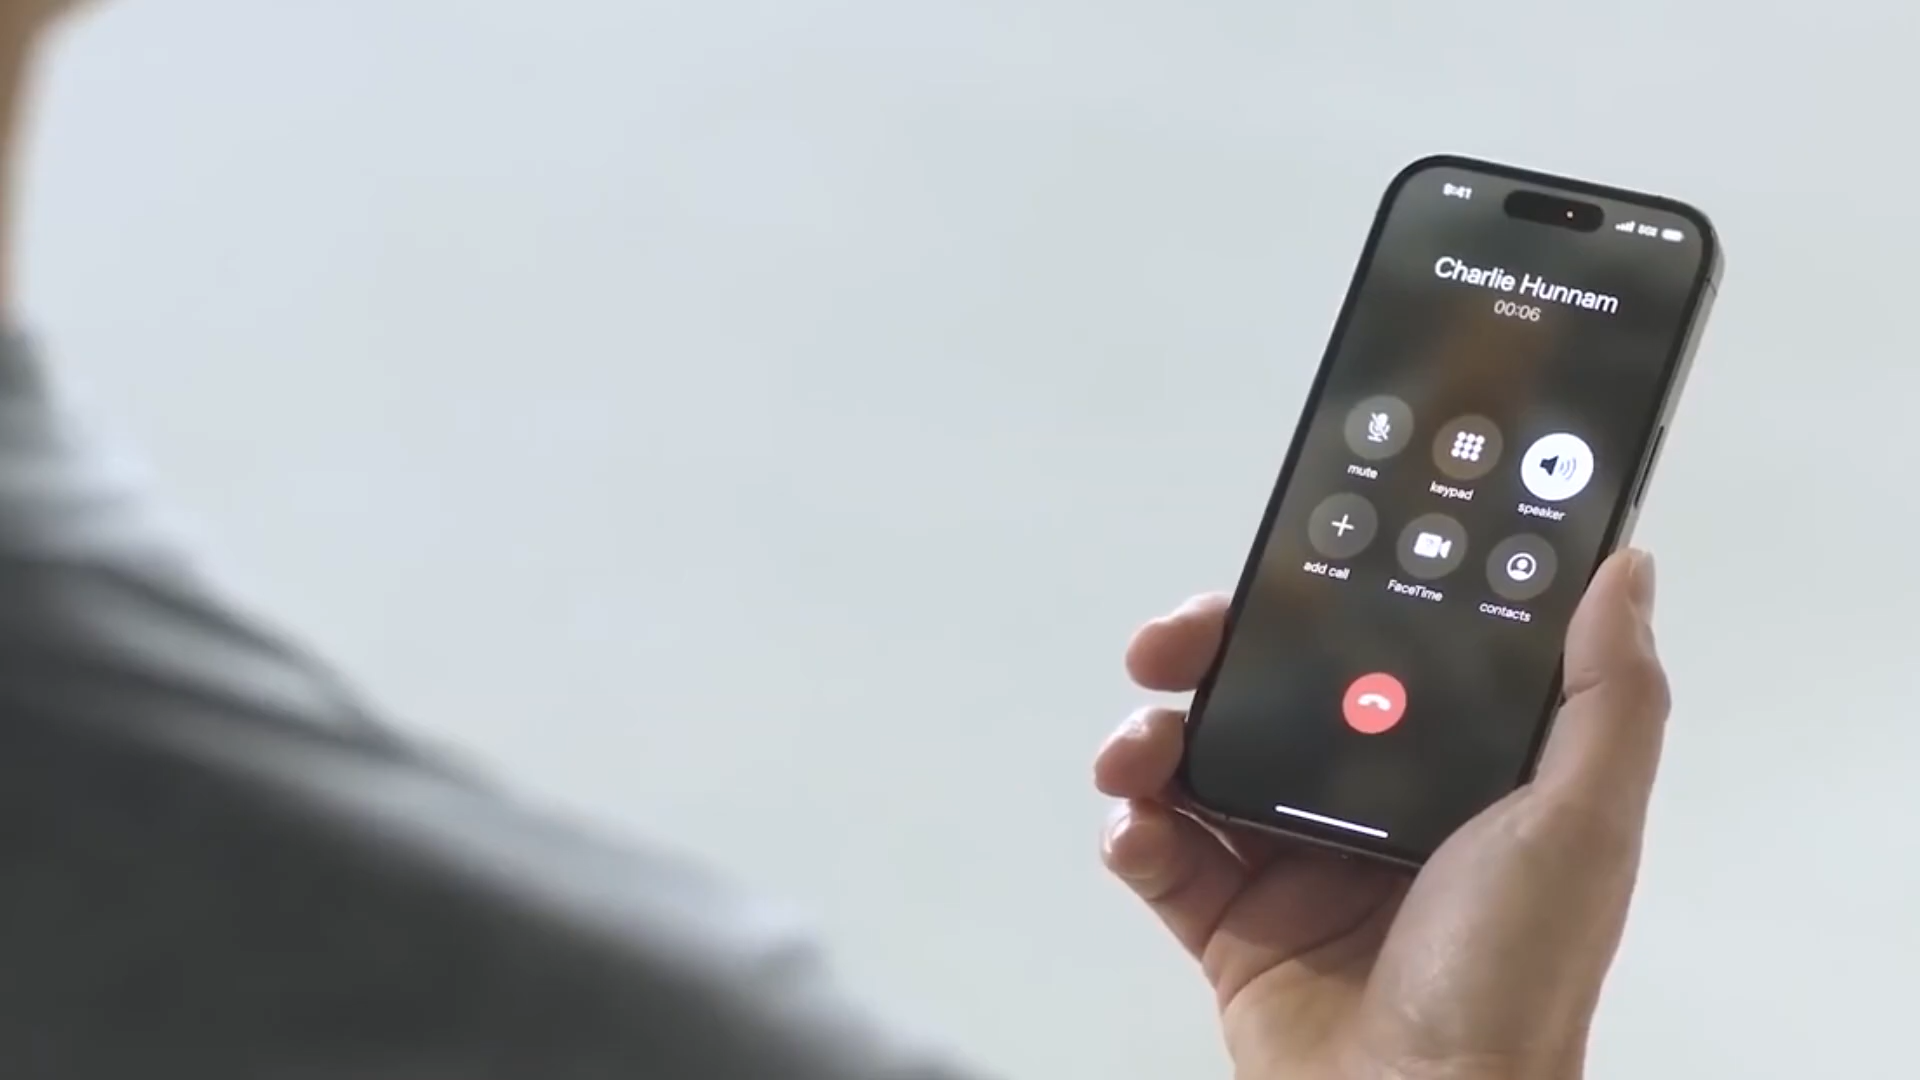 9:41
Charlie Hunnam
00:06
mute
keypad
speaker
add call
FaceTime
contacts